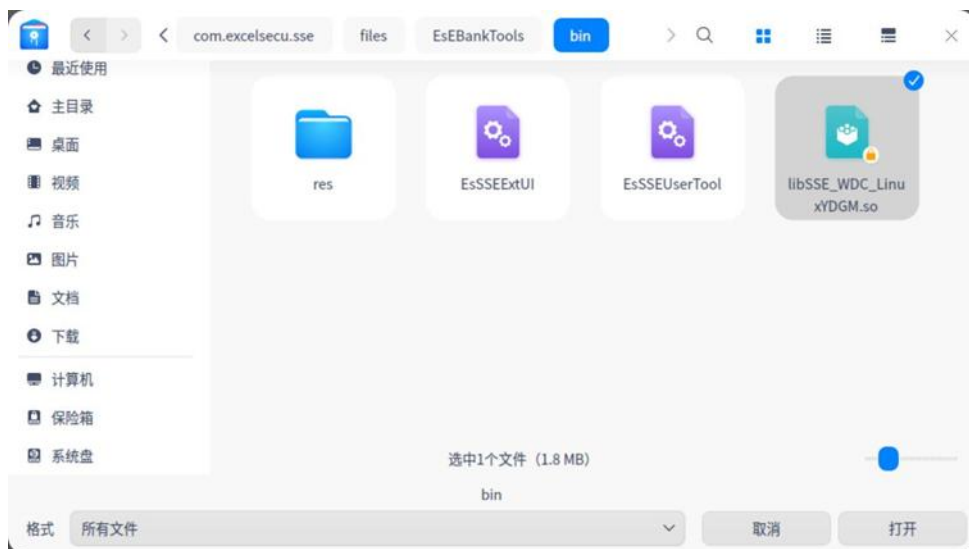 com.excelsecu.sse files EsEBankTools bin
最近使用
主目录
桌面
视频
音乐
图片
文档
下载
计算机
保险箱
系统盘
res
EsSSEExtUI
EsSSEUserTool
libSSE_WDC_Linu
xYDGM.so
选中1个文件（1.8 MB）
bin
格式 所有文件 取消 打开